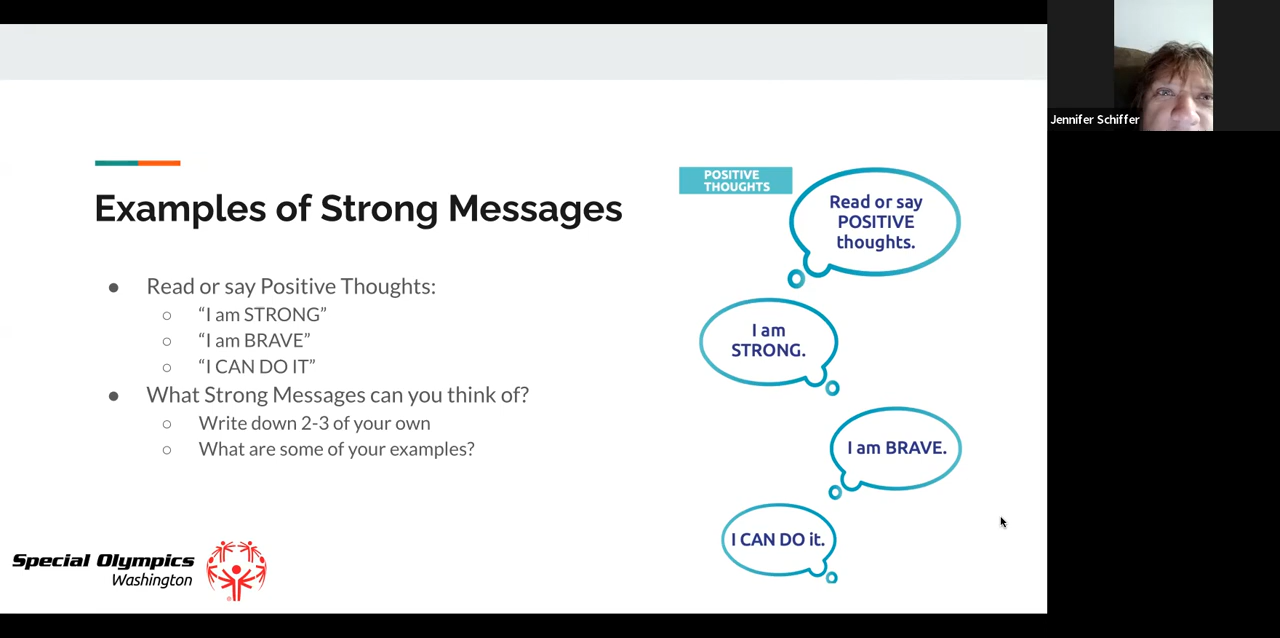 Jennifer Schiffer
Examples of Strong Messages
● Read or say Positive Thoughts:
○ “I am STRONG”
○ “I am BRAVE”
○ “I CAN DO IT”
● What Strong Messages can you think of?
○ Write down 2-3 of your own
○ What are some of your examples?
POSITIVE
THOUGHTS
Read or say
POSITIVE
thoughts.
I am
STRONG.
I am BRAVE.
I CAN DO it.
Special Olympics
Washington